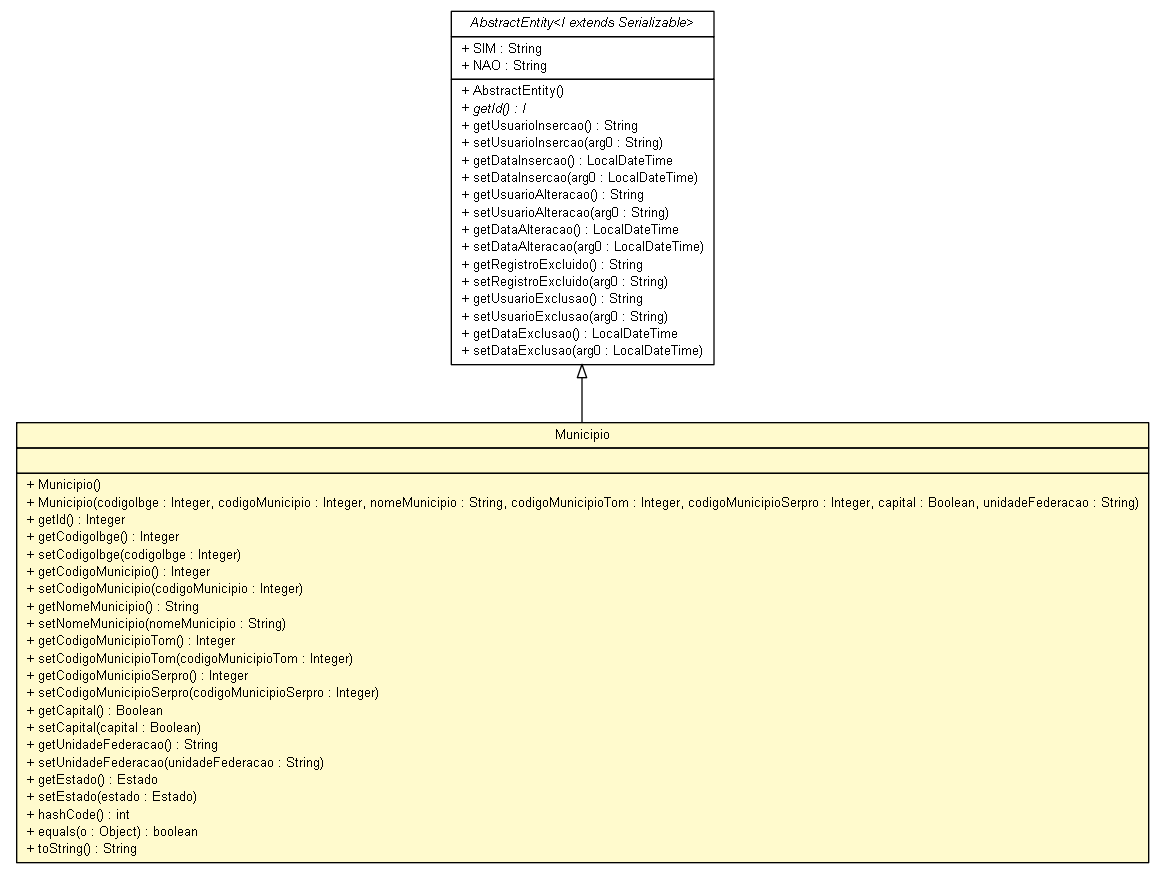 AbstractEntity<I extends Serializable>
+ SIM : String
+ NAO : String
+ AbstractEntity()
+ getId() : I
+ getUsuarioInsercao() : String
+ setUsuarioInsercao(arg0 : String)
+ getDataInsercao() : LocalDateTime
+ setDataInsercao(arg0 : LocalDateTime)
+ getUsuarioAlteracao() : String
+ setUsuarioAlteracao(arg0 : String)
+ getDataAlteracao() : LocalDateTime
+ setDataAlteracao(arg0 : LocalDateTime)
+ getRegistroExcluido() : String
+ setRegistroExcluido(arg0 : String)
+ getUsuarioExclusao() : String
+ setUsuarioExclusao(arg0 : String)
+ getDataExclusao() : LocalDateTime
+ setDataExclusao(arg0 : LocalDateTime)
Municipio
+ Municipio()
+ Municipio(codigoIbge : Integer, codigoMunicipio : Integer, nomeMunicipio : String, codigoMunicipioTom : Integer, codigoMunicipioSerpro : Integer, capital : Boolean, unidadeFederacao : String)
+ getId() : Integer
+ getCodigoIbge() : Integer
+ setCodigoIbge(codigoIbge : Integer)
+ getCodigoMunicipio() : Integer
+ setCodigoMunicipio(codigoMunicipio : Integer)
+ getNomeMunicipio() : String
+ setNomeMunicipio(nomeMunicipio : String)
+ getCodigoMunicipioTom() : Integer
+ setCodigoMunicipioTom(codigoMunicipioTom : Integer)
+ getCodigoMunicipioSerpro() : Integer
+ setCodigoMunicipioSerpro(codigoMunicipioSerpro : Integer)
+ getCapital() : Boolean
+ setCapital(capital : Boolean)
+ getUnidadeFederacao() : String
+ setUnidadeFederacao(unidadeFederacao : String)
+ getEstado() : Estado
+ setEstado(estado : Estado)
+ hashCode() : int
+ equals(o : Object) : boolean
+ toString() : String